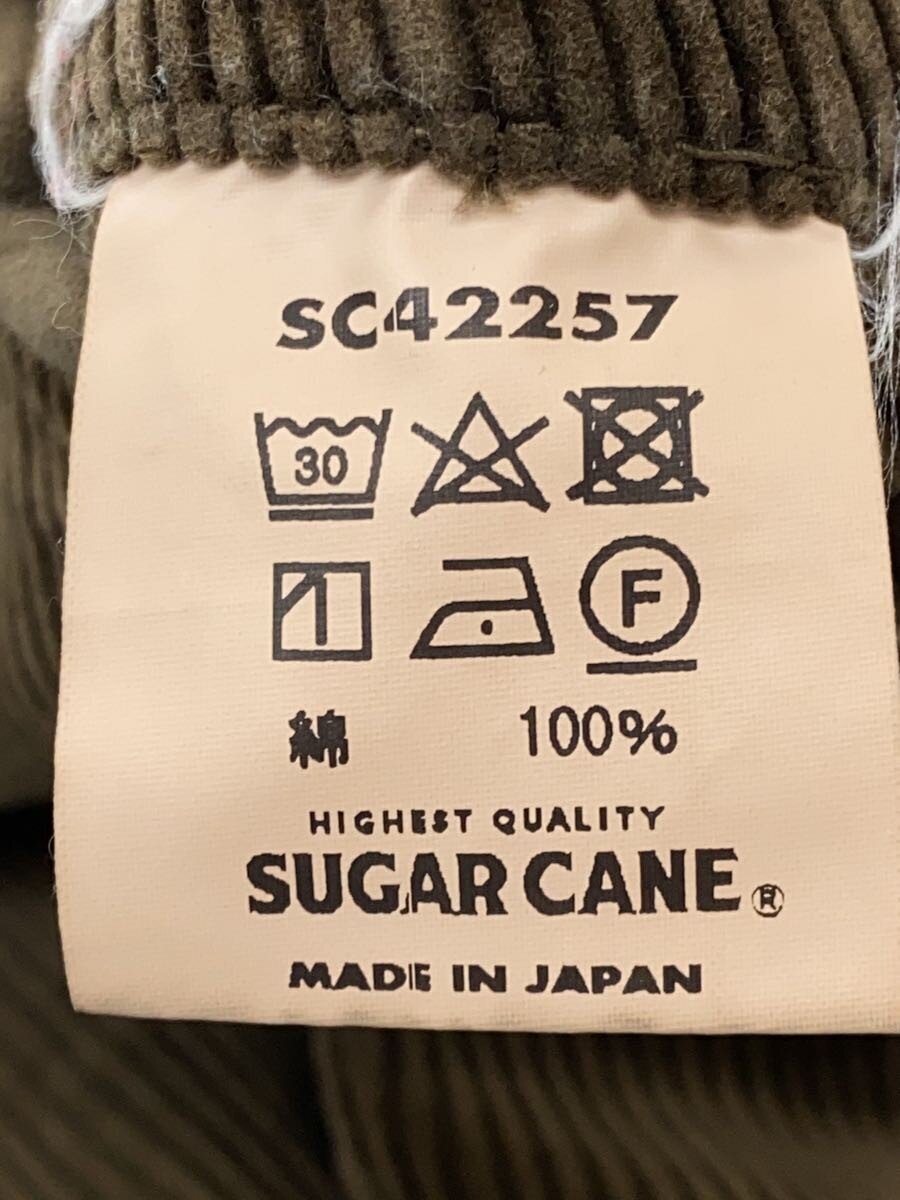 SC42257
30
F
綿 100%
HIGHEST QUALITY
SUGAR CANE®
MADE IN JAPAN